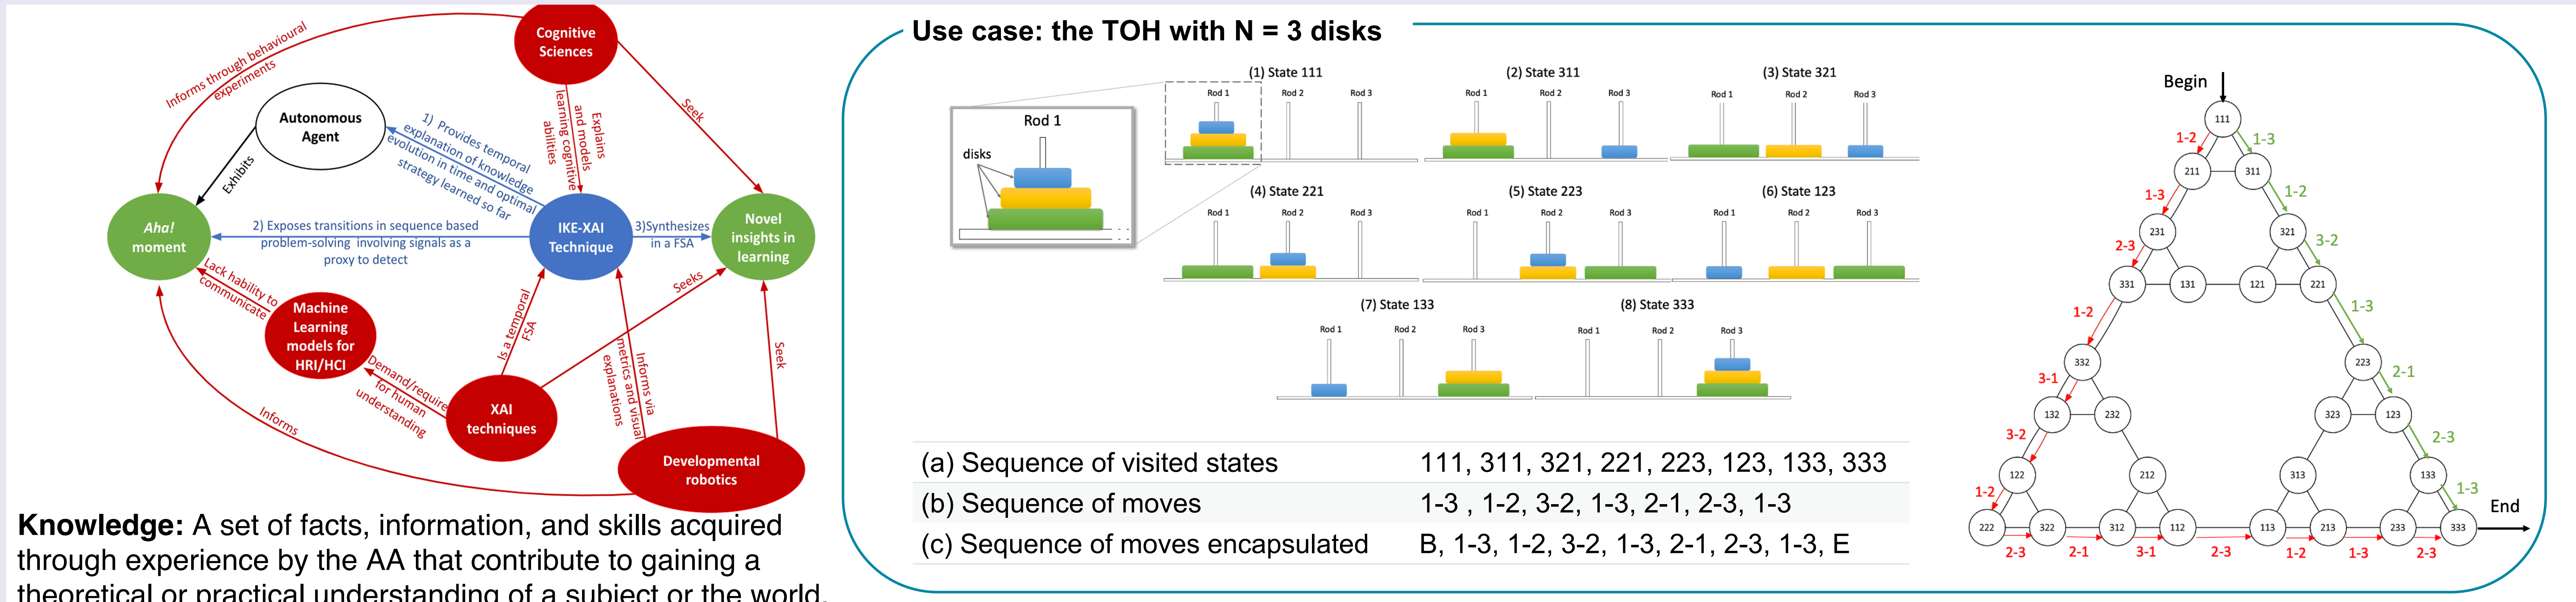 Cognitive
Sciences
Informs through behavioural
experiments
Autonomous
Agent
Exhibits
1) Provides temporal
explanation of knowledge
evolution in time and optimal
strategy learned so far
Explains
and models
learning cognitive
abilities
Seek
Aha!
moment
2) Exposes transitions in sequence based
problem-solving involving signals as a
proxy to detect
IKE-XAI
Technique
3)Synthesizes
in a FSA
Novel
insights in
learning
Lack hability to
communicate
Machine
Learning
models for
HRI/HCI
Is a temporal
FSA
Seeks
Seek
Demand/require
for human
understanding
XAI
techniques
Informs via
metrics and visual
explanations
Informs
Developmental
robotics
Knowledge: A set of facts, information, and skills acquired
through experience by the AA that contribute to gaining a
theoretical or practical understanding of a subject or the world.
Use case: the TOH with N = 3 disks
Rod 1
disks
(1) State 111
Rod 1 Rod 2 Rod 3
(2) State 311
Rod 1 Rod 2 Rod 3
(3) State 321
Rod 1 Rod 2 Rod 3
(4) State 221
Rod 1 Rod 2 Rod 3
(5) State 223
Rod 1 Rod 2 Rod 3
(6) State 123
Rod 1 Rod 2 Rod 3
(7) State 133
Rod 1 Rod 2 Rod 3
(8) State 333
Rod 1 Rod 2 Rod 3
(a) Sequence of visited states 111, 311, 321, 221, 223, 123, 133, 333
(b) Sequence of moves 1-3 , 1-2, 3-2, 1-3, 2-1, 2-3, 1-3
(c) Sequence of moves encapsulated B, 1-3, 1-2, 3-2, 1-3, 2-1, 2-3, 1-3, E
Begin
111
1-2 1-3
211 311
1-3 1-2
231 321
2-3 3-2
331 131 121 221
1-2 1-3
332 223
3-1 2-1
132 232 323 123
3-2 2-3
122 212 313 133
1-2 1-3
End
222 322 312 112 113 213 233 333
2-3 2-1 3-1 2-3 1-2 1-3 2-3